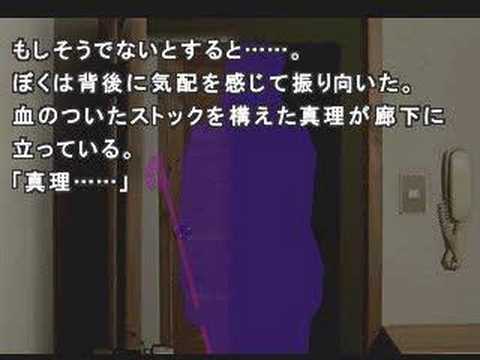 もしそうでないとすると……。
ぼくは背後に気配を感じて振り向いた。
血のついたストックを構えた真理が廊下に
立っている。
「真理……」